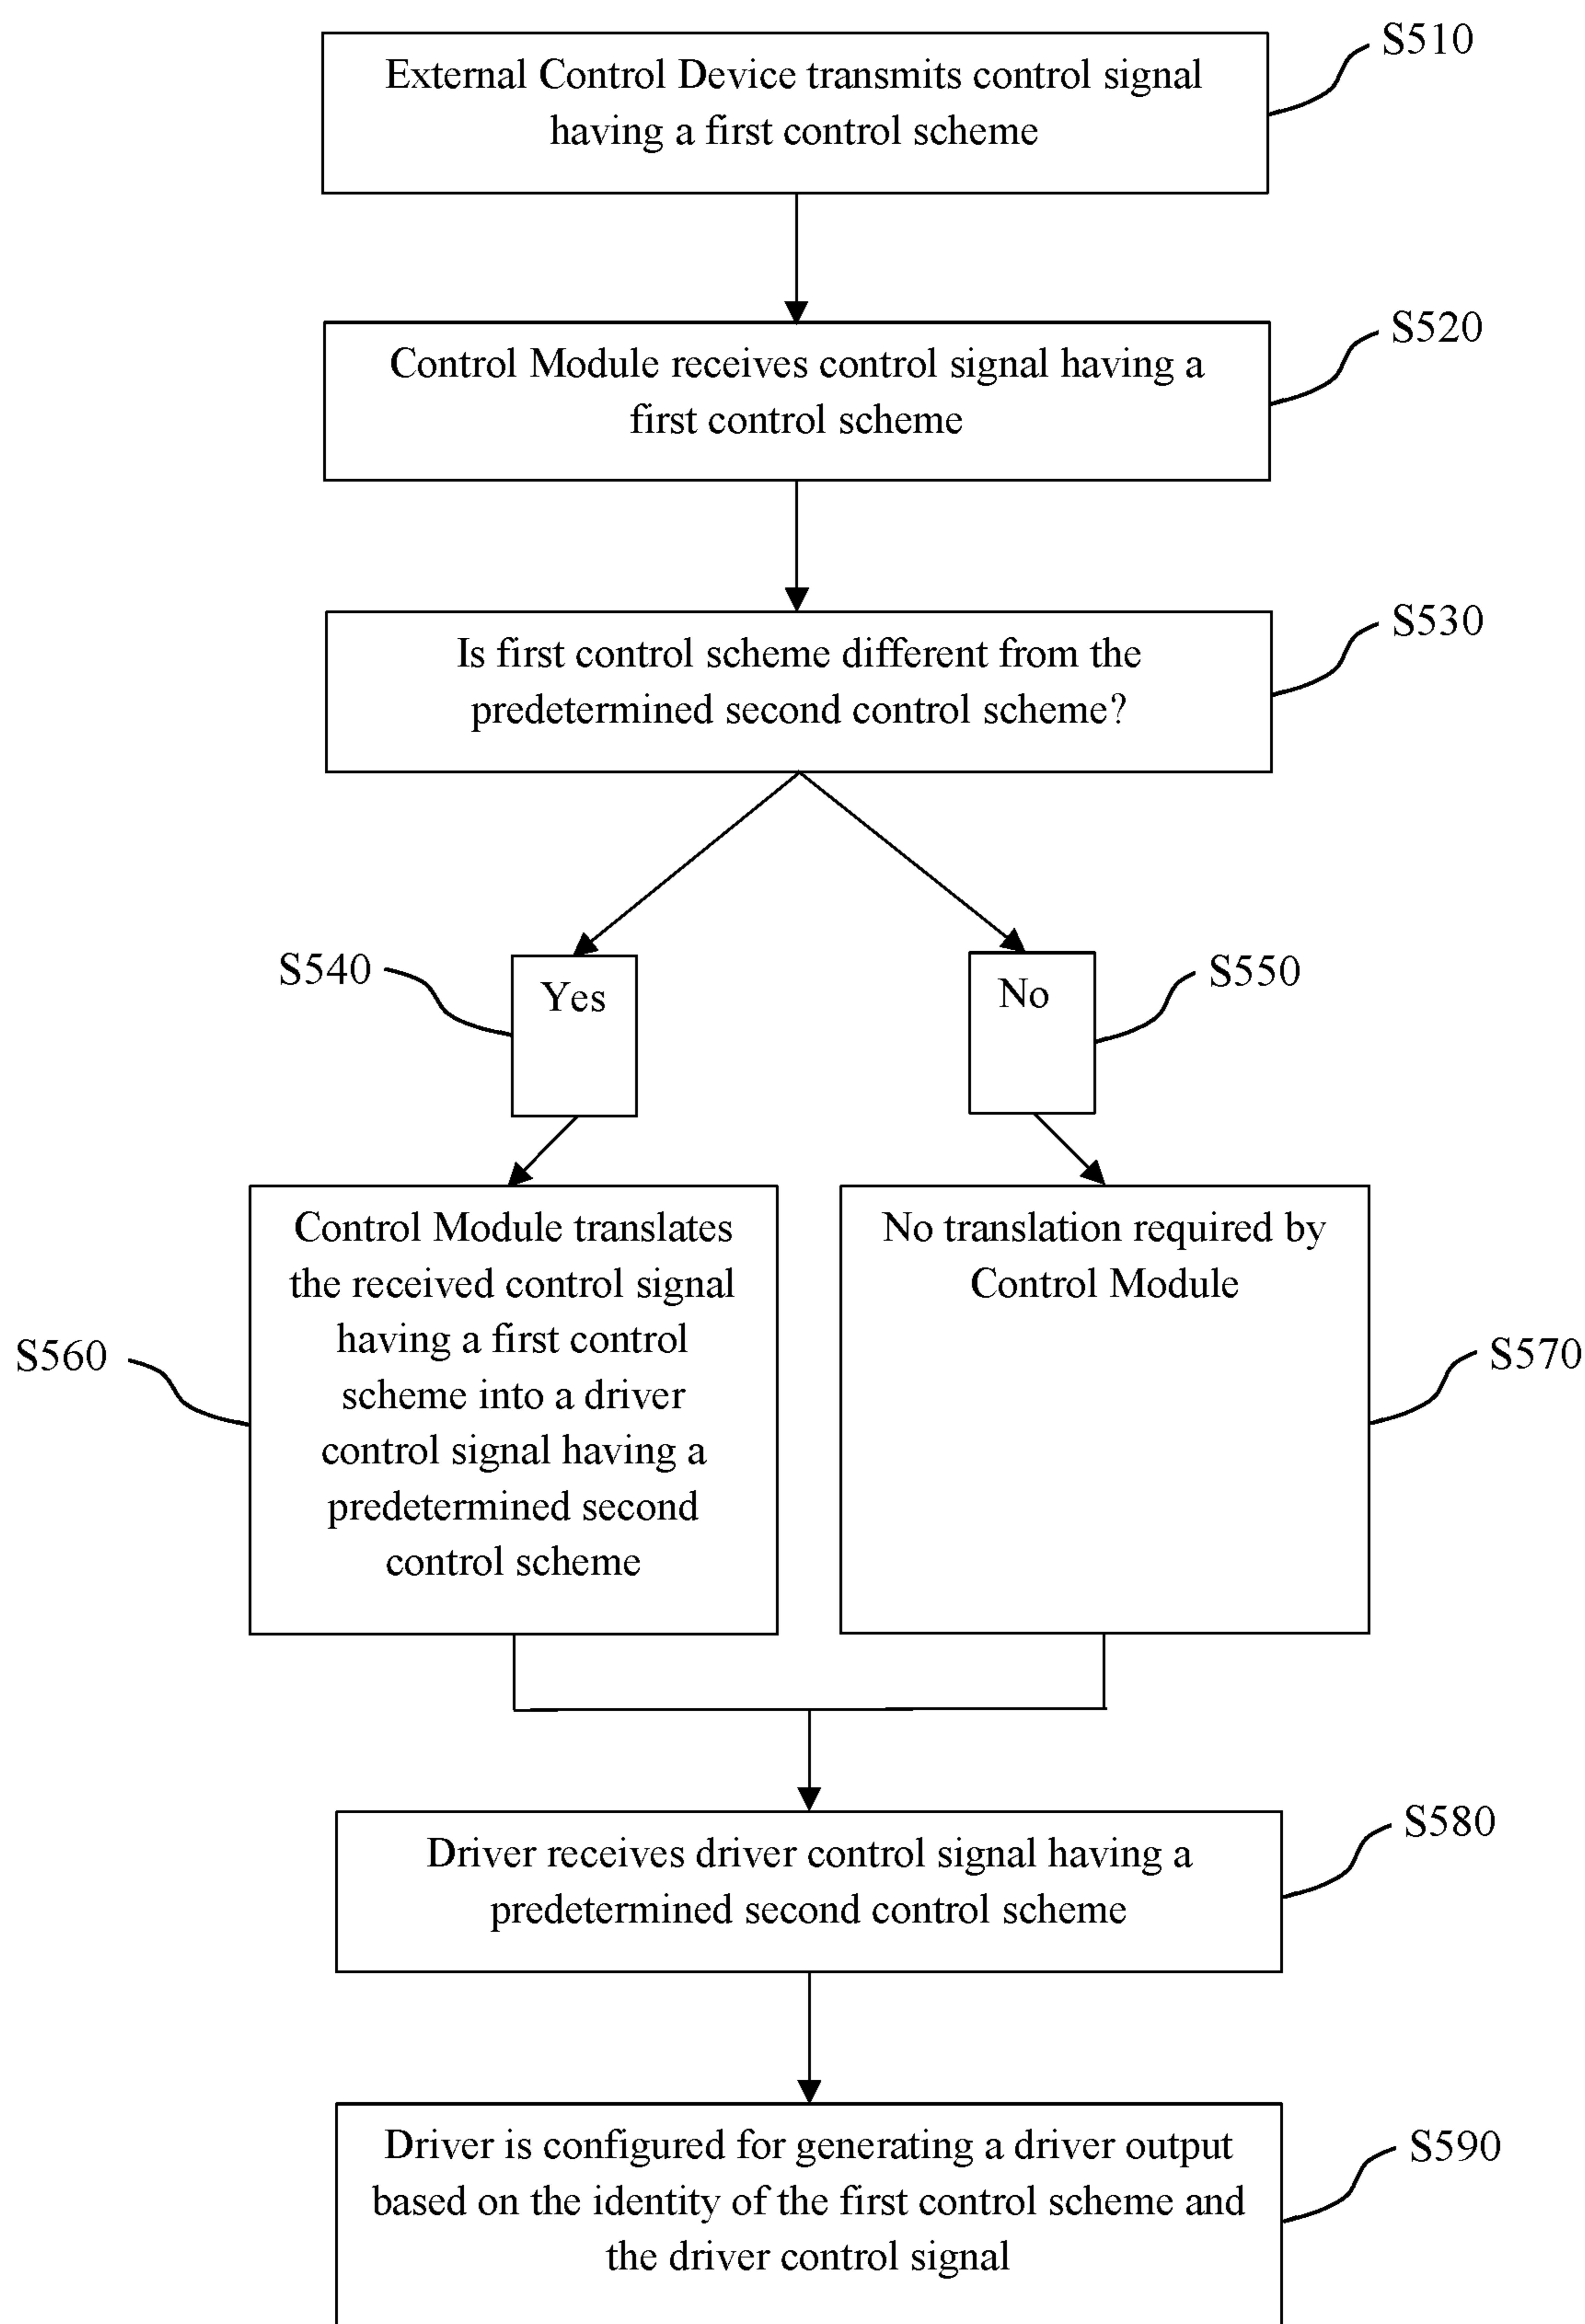 S510
External Control Device transmits control signal
having a first control scheme
S520
Control Module receives control signal having a
first control scheme
S530
Is first control scheme different from the
predetermined second control scheme?
S540
Yes
No
S550
Control Module translates
the received control signal
having a first control
scheme into a driver
control signal having a
predetermined second
control scheme
S560
No translation required by
Control Module
S570
S580
Driver receives driver control signal having a
predetermined second control scheme
S590
Driver is configured for generating a driver output
based on the identity of the first control scheme and
the driver control signal